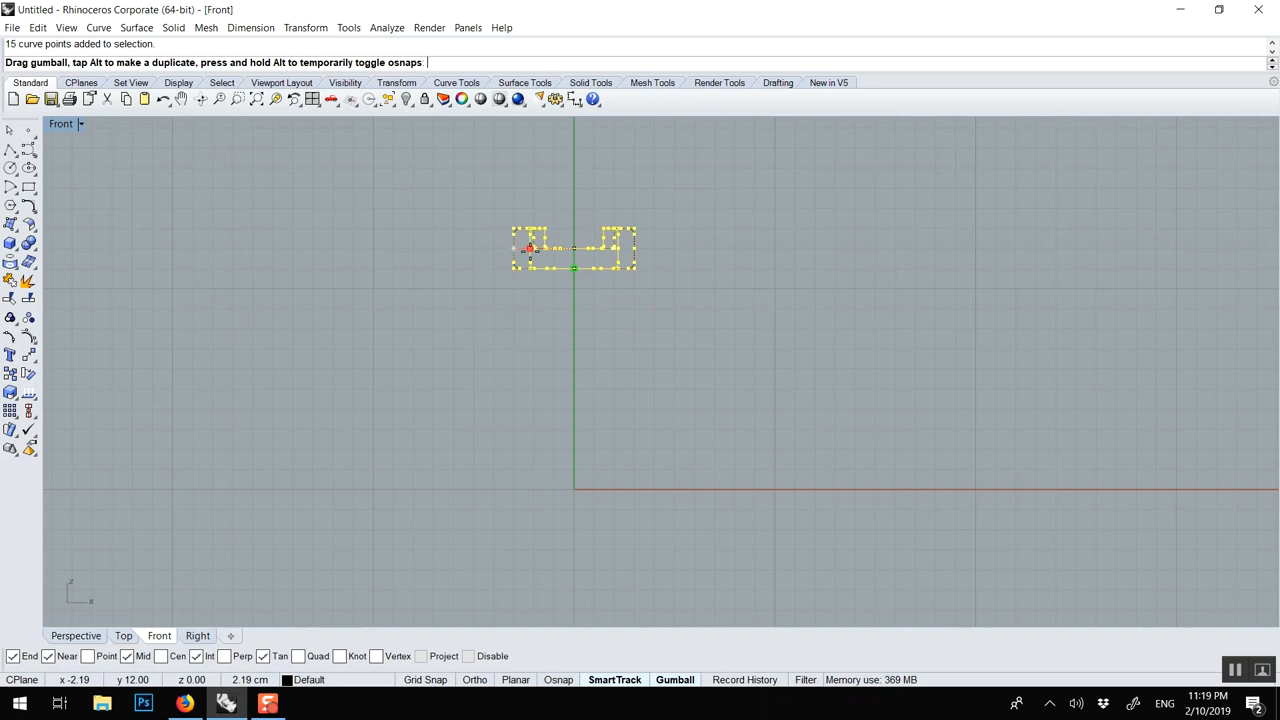 Untitled - Rhinoceros Corporate (64-bit) - [Front]
File Edit View Curve Surface Solid Mesh Dimension Transform Tools Analyze Render Panels Help
15 curve points added to selection.
Drag gumball, tap Alt to make a duplicate, press and hold Alt to temporarily toggle osnaps:
Standard CPlanes Set View Display Select Viewport Layout Visibility Transform Curve Tools Surface Tools Solid Tools Mesh Tools Render Tools Drafting New in V5
Front
z
x
Perspective Top Front Right
End Near Point Mid Cen Int Perp Tan Quad Knot Vertex Project Disable
CPlane x -2.19 y 12.00 z 0.00 2.19 cm Default Grid Snap Ortho Planar Osnap SmartTrack Gumball Record History Filter Memory use: 369 MB
Ps ENG 11:19 PM
2/10/2019 2